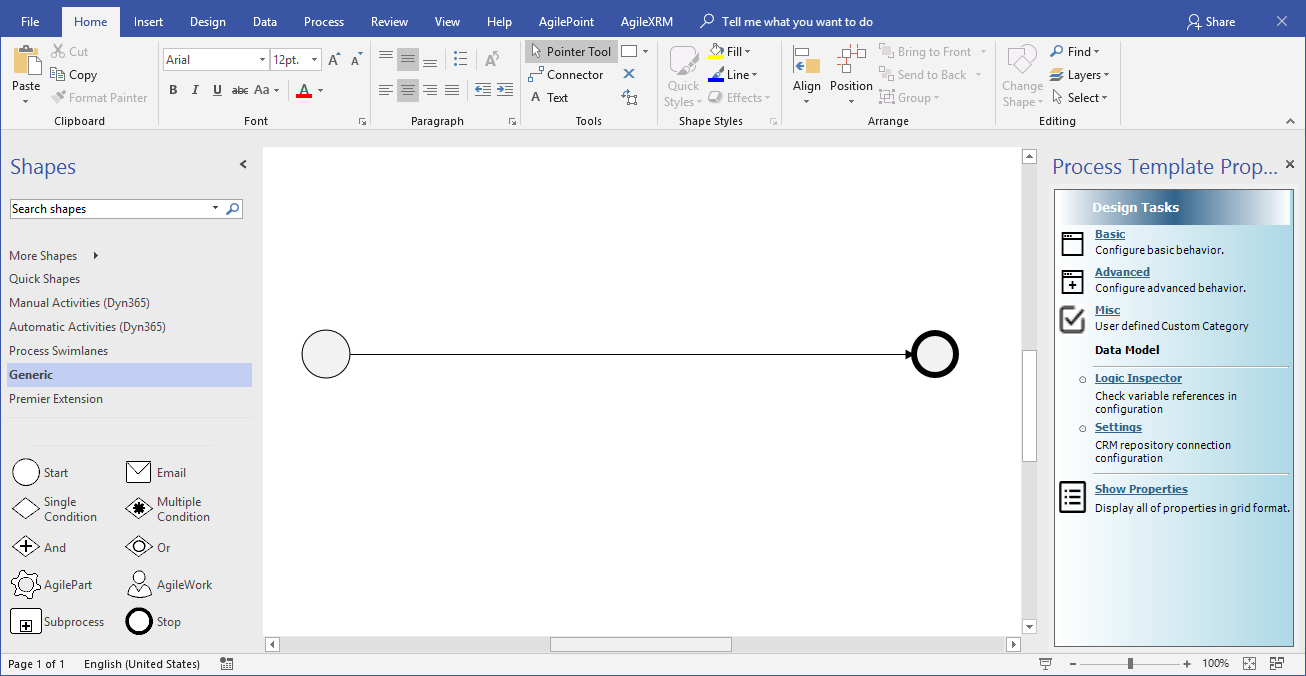 File Home Insert Design Data Process Review View Help AgilePoint AgileXRM Tell me what you want to do Share
Paste
Cut
Copy
Format Painter
Clipboard
Arial 12pt. A A
B I U abc Aa A
Font
A
Paragraph
Pointer Tool
Connector
A Text
Tools
Quick
Styles
Fill
Line
Effects
Shape Styles
Align
Position
Bring to Front
Send to Back
Group
Arrange
Change
Shape
Find
Layers
Select
Editing
Shapes
Search shapes
More Shapes
Quick Shapes
Manual Activities (Dyn365)
Automatic Activities (Dyn365)
Process Swimlanes
Generic
Premier Extension
Start
Email
Single
Condition
Multiple
Condition
And
Or
AgilePart
AgileWork
Subprocess
Stop
Process Template Prop...
Design Tasks
Basic
Configure basic behavior.
Advanced
Configure advanced behavior.
Misc
User defined Custom Category
Data Model
Logic Inspector
Check variable references in
configuration
Settings
CRM repository connection
configuration
Show Properties
Display all of properties in grid format.
Page 1 of 1 English (United States) 100%